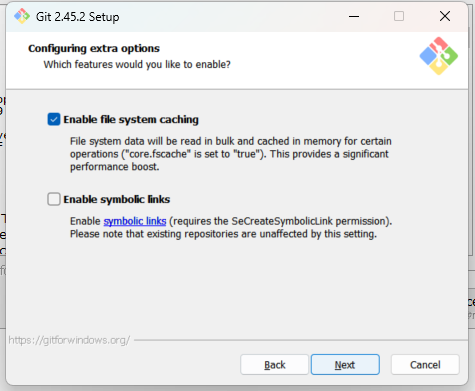 Git 2.45.2 Setup
Configuring extra options
Which features would you like to enable?
Enable file system caching
File system data will be read in bulk and cached in memory for certain
operations ("core.fscache" is set to "true"). This provides a significant
performance boost.
Enable symbolic links
Enable symbolic links (requires the SeCreateSymbolicLink permission).
Please note that existing repositories are unaffected by this setting.
https://gitforwindows.org/
Back Next Cancel